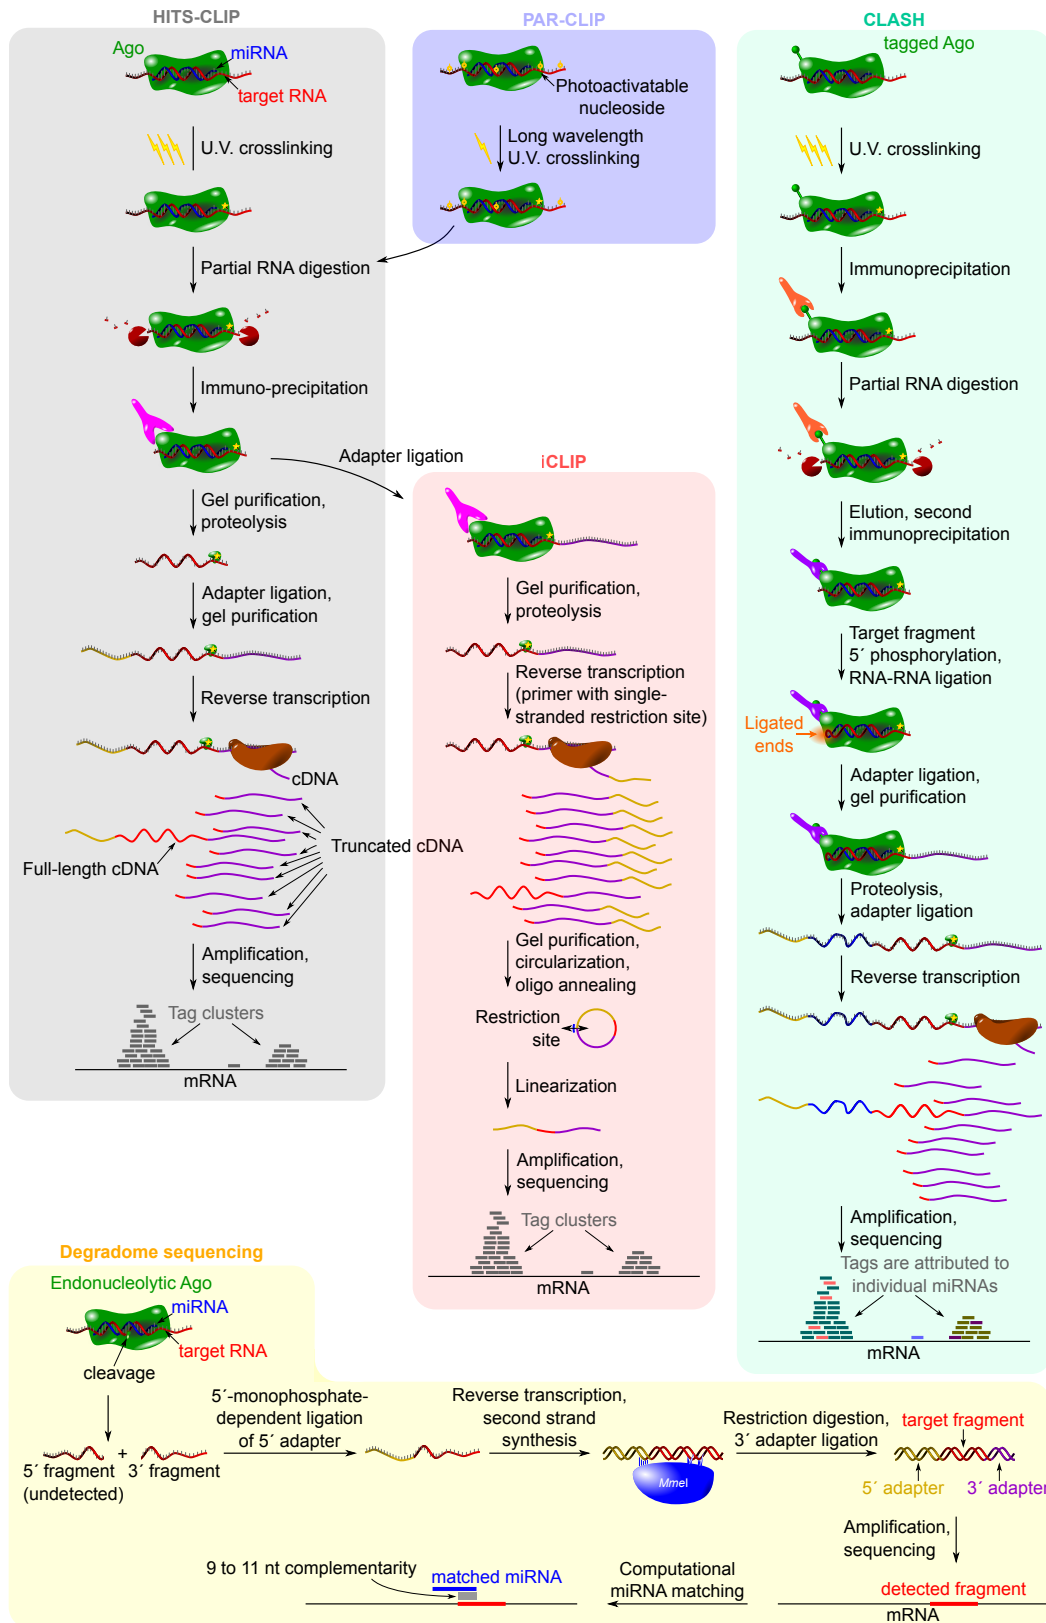 HITS-CLIP
Ago
miRNA
target RNA
U.V. crosslinking
Partial RNA digestion
Immuno-precipitation
Adapter ligation
Gel purification,
proteolysis
Adapter ligation,
gel purification
Reverse transcription
cDNA
Full-length cDNA
Truncated cDNA
Amplification,
sequencing
Tag clusters
mRNA
PAR-CLIP
Photoactivatable
nucleoside
Long wavelength
U.V. crosslinking
iCLIP
Gel purification,
proteolysis
Reverse transcription
(primer with single-
stranded restriction site)
Gel purification,
circularization,
oligo annealing
Restriction
site
Linearization
Amplification,
sequencing
Tag clusters
mRNA
CLASH
tagged Ago
U.V. crosslinking
Immunoprecipitation
Partial RNA digestion
Elution, second
immunoprecipitation
Target fragment
5´ phosphorylation,
RNA-RNA ligation
Ligated
ends
Adapter ligation,
gel purification
Proteolysis,
adapter ligation
Reverse transcription
Amplification,
sequencing
Tags are attributed to
individual miRNAs
mRNA
Degradome sequencing
Endonucleolytic Ago
miRNA
target RNA
cleavage
5´ fragment
(undetected)
+
3´ fragment
5´-monophosphate-
dependent ligation
of 5´ adapter
Reverse transcription,
second strand
synthesis
MmeI
Restriction digestion,
3´ adapter ligation
target fragment
5´ adapter
3´ adapter
Amplification,
sequencing
detected fragment
mRNA
Computational
miRNA matching
9 to 11 nt complementarity
matched miRNA